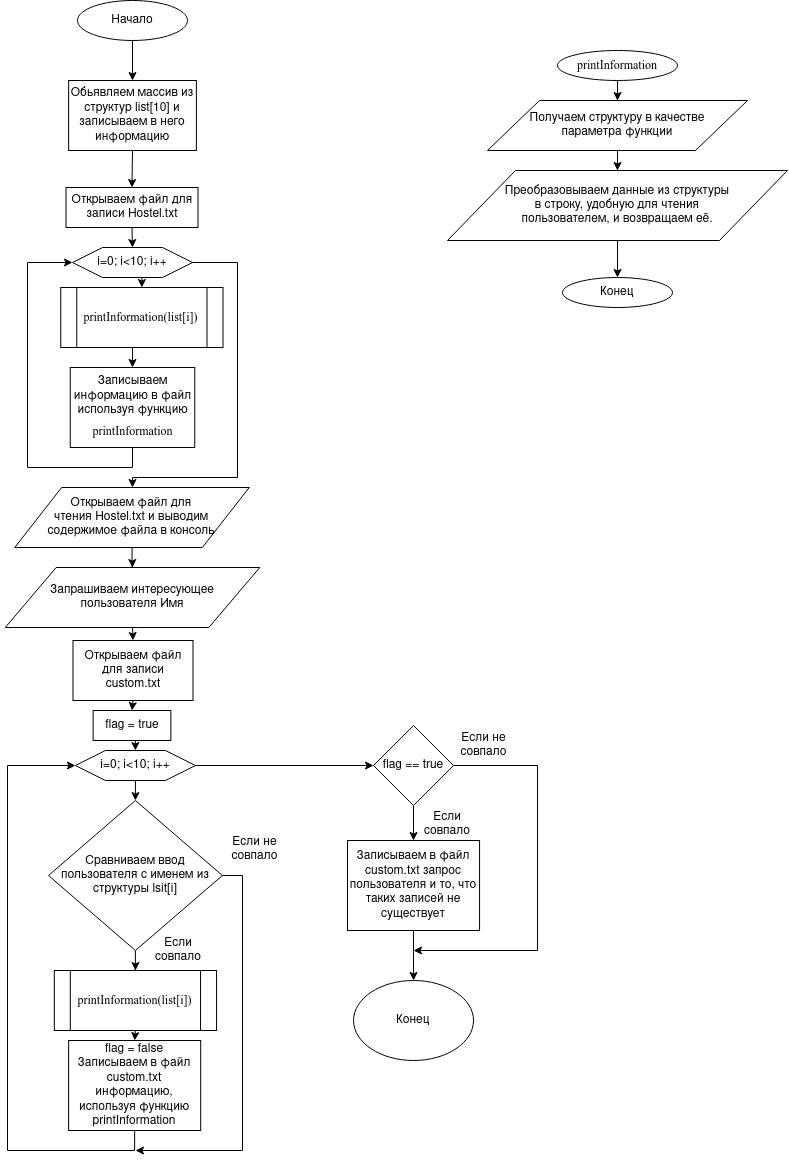 Начало
Обьявляем массив из
структур list[10] и
записываем в него
информацию
Открываем файл для
записи Hostel.txt
i=0; i<10; i++
printInformation(list[i])
Записываем
информацию в файл
используя функцию
printInformation
Открываем файл для
чтения Hostel.txt и выводим
содержимое файла в консоль
Запрашиваем интересующее
пользователя Имя
Открываем файл
для записи
custom.txt
flag = true
i=0; i<10; i++
Сравниваем ввод
пользователя с именем из
структуры lsit[i]
Если не
совпало
Если
совпало
printInformation(list[i])
flag = false
Записываем в файл
custom.txt
информацию,
используя функцию
printInformation
flag == true
Если не
совпало
Если
совпало
Записываем в файл
custom.txt запрос
пользователя и то, что
таких записей не
существует
Конец
printInformation
Получаем структуру в качестве
параметра функции
Преобразовываем данные из структуры
в строку, удобную для чтения
пользователем, и возвращаем её.
Конец